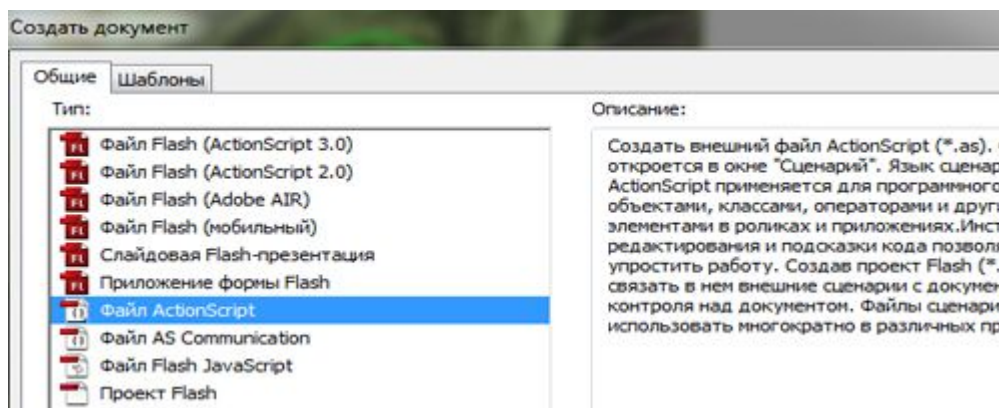 Создать документ
Общие
Шаблоны
Тип:
Файл Flash (ActionScript 3.0)
Файл Flash (ActionScript 2.0)
Файл Flash (Adobe AIR)
Файл Flash (мобильный)
Слайдовая Flash-презентация
Приложение формы Flash
Файл ActionScript
Файл AS Communication
Файл Flash JavaScript
Проект Flash
Описание:
Создать внешний файл ActionScript (*.as).
откроется в окне "Сценарий". Язык сценар
ActionScript применяется для программного
объектами, классами, операторами и други
элементами в роликах и приложениях.Инст
редактирования и подсказки кода позволя
упростить работу. Создав проект Flash (*.
связать в нем внешние сценарии с докумен
контроля над документом. Файлы сценари
использовать многократно в различных пр